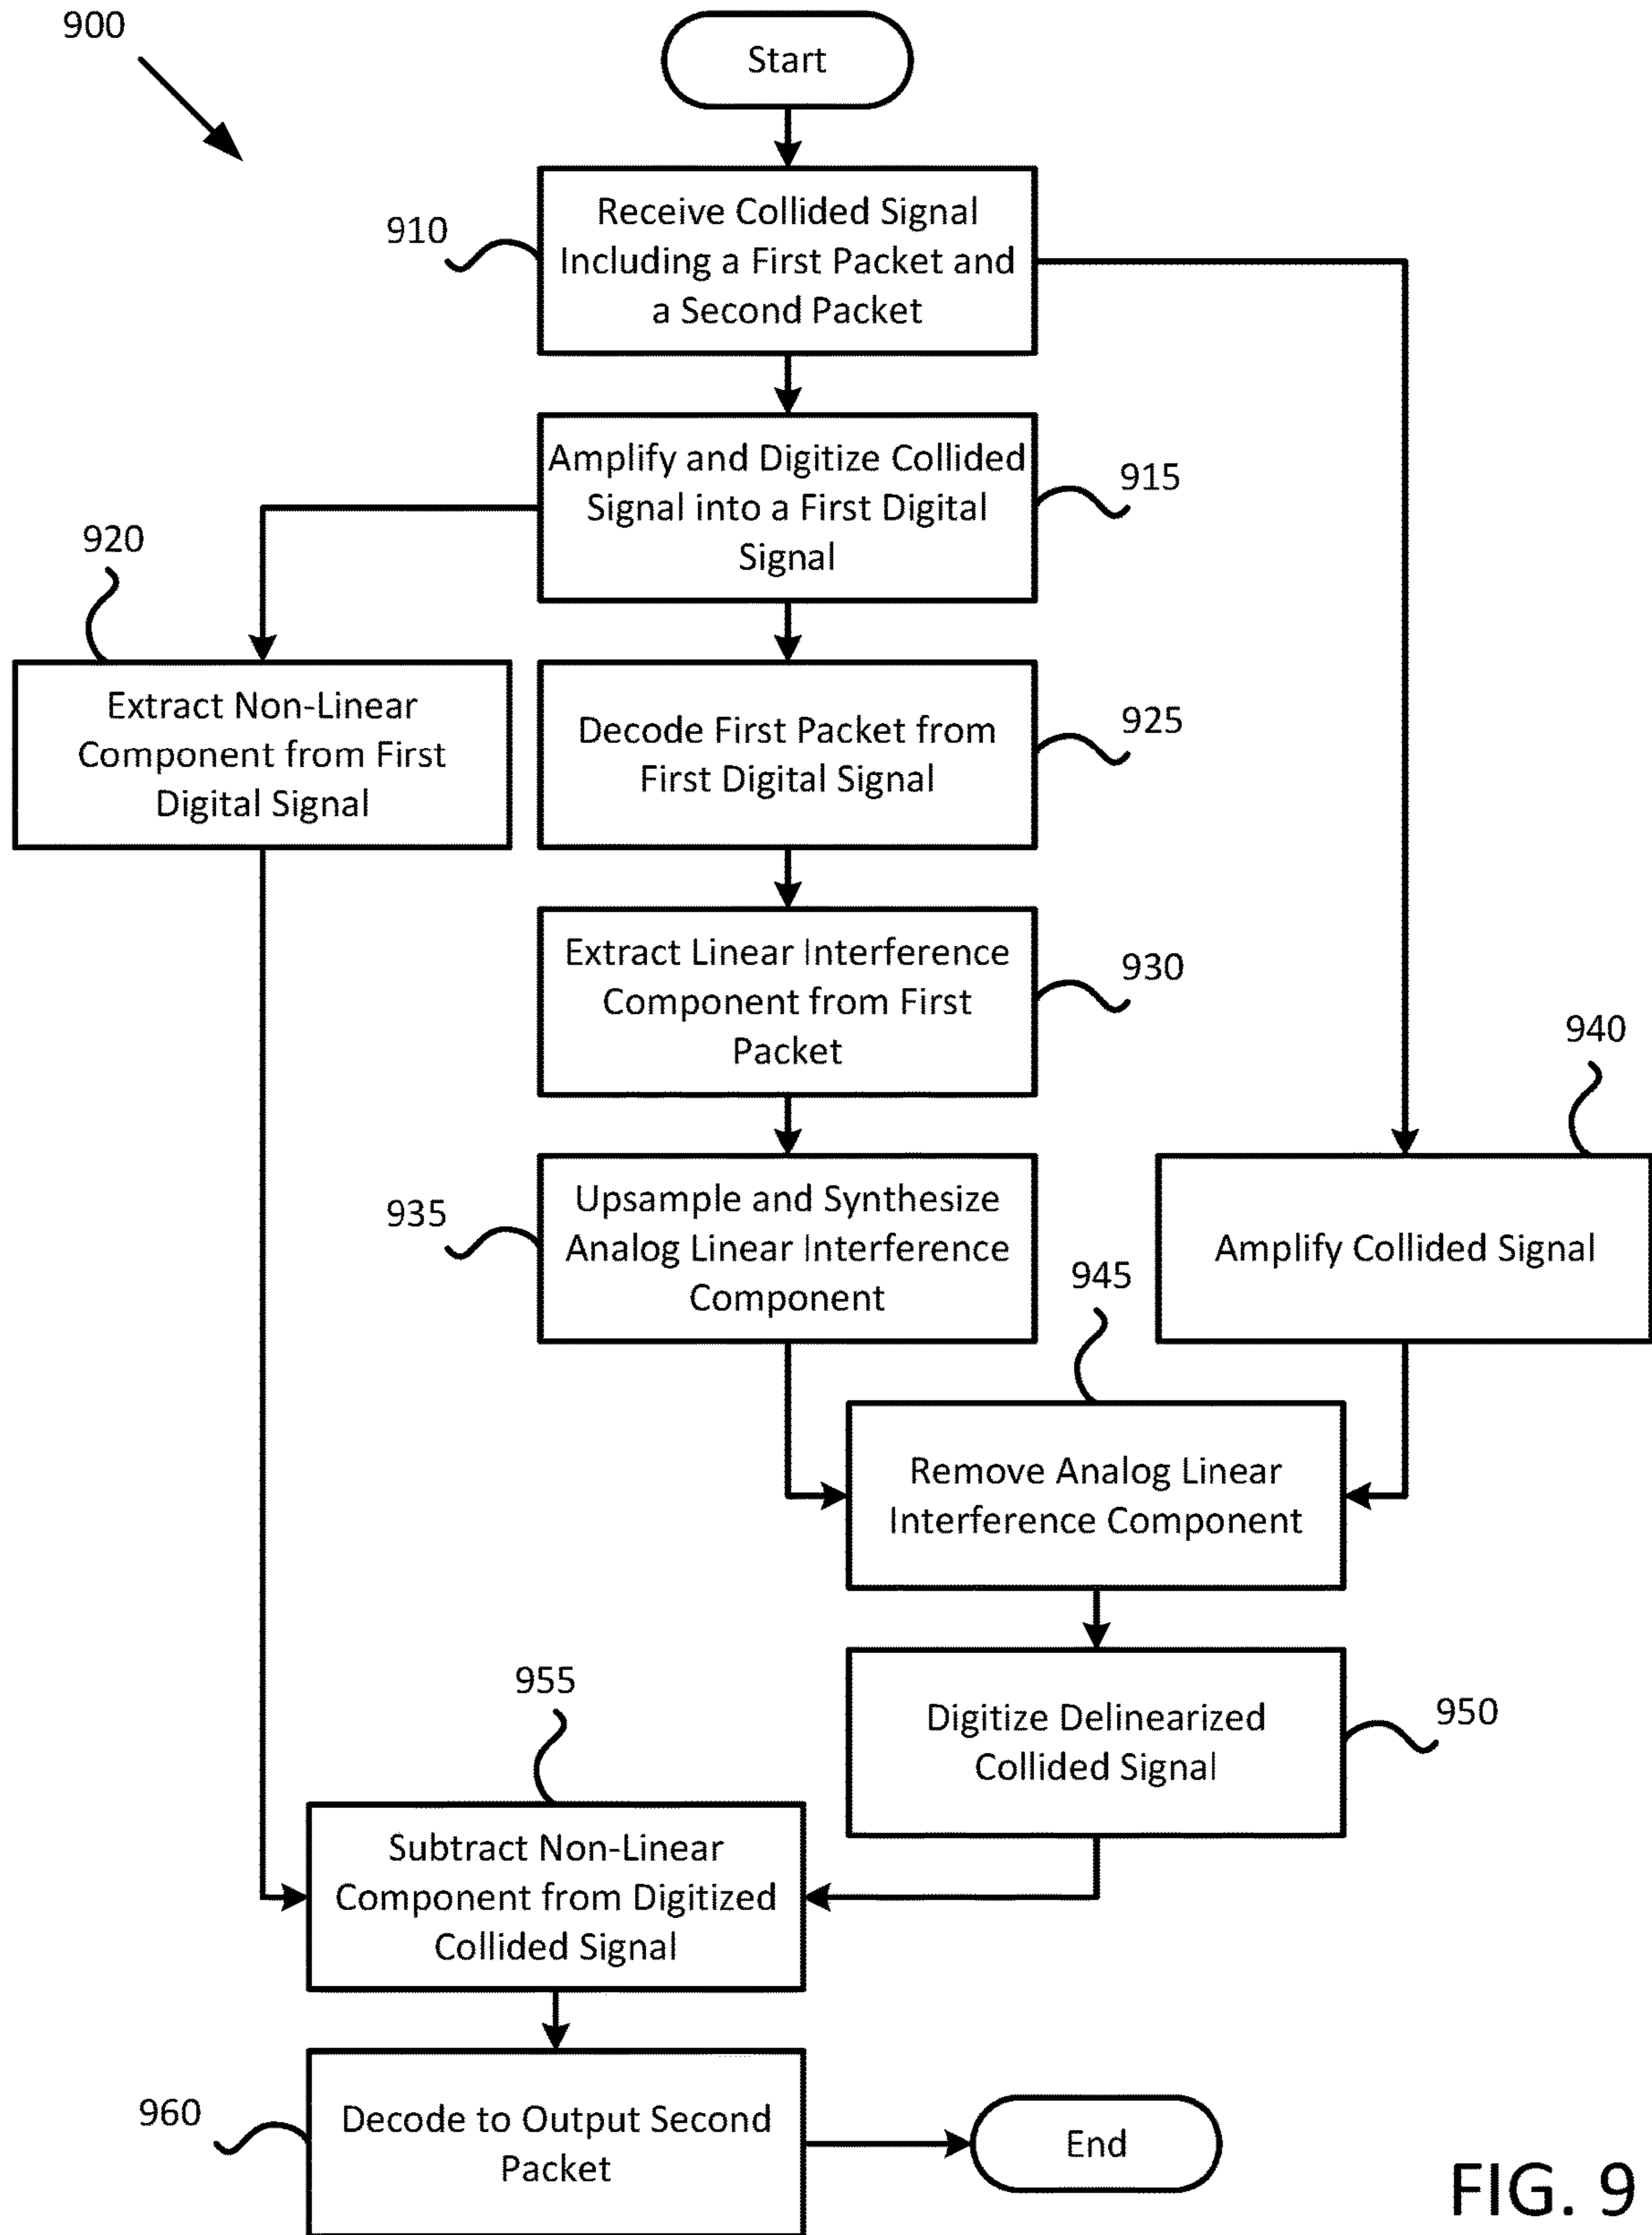 900
Start
910
Receive Collided Signal
Including a First Packet and
a Second Packet
Amplify and Digitize Collided
Signal into a First Digital
Signal
915
920
Extract Non-Linear
Component from First
Digital Signal
Decode First Packet from
First Digital Signal
925
Extract Linear Interference
Component from First
Packet
930
935
Upsample and Synthesize
Analog Linear Interference
Component
940
Amplify Collided Signal
945
Remove Analog Linear
Interference Component
Digitize Delinearized
Collided Signal
950
955
Subtract Non-Linear
Component from Digitized
Collided Signal
960
Decode to Output Second
Packet
End
FIG. 9